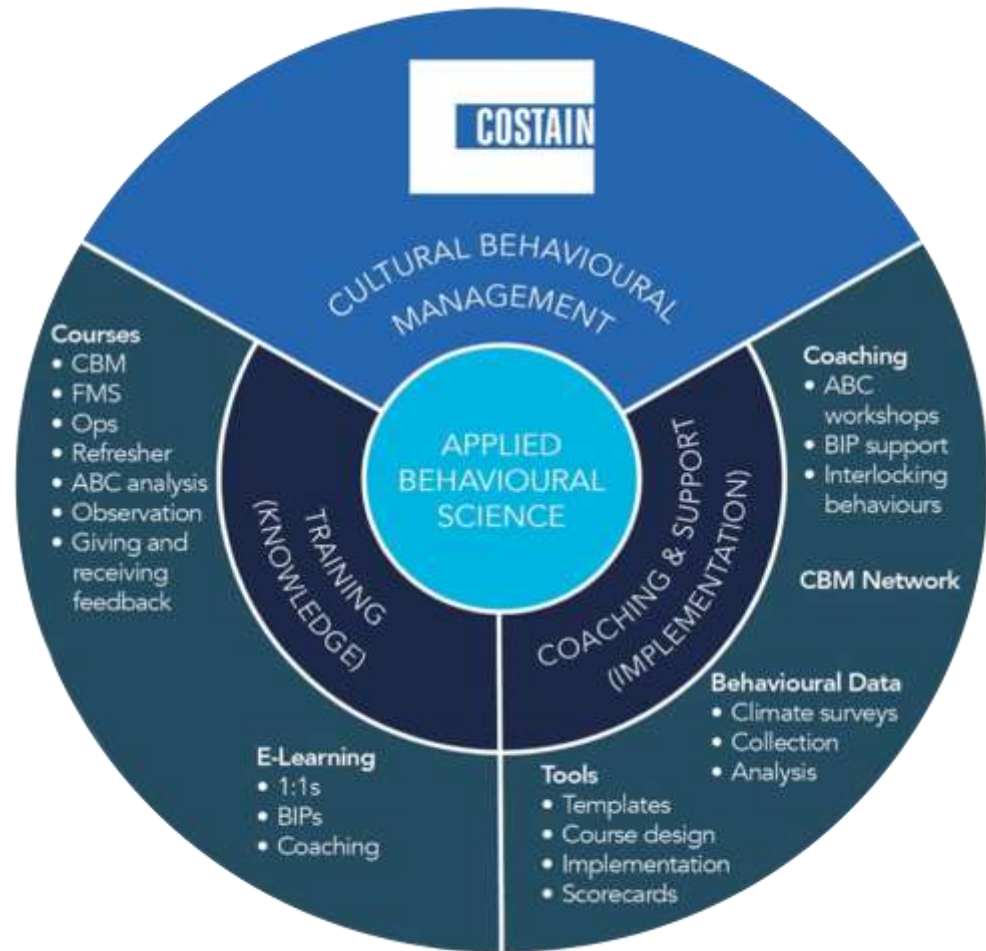 COSTAIN
CULTURAL BEHAVIOURAL
MANAGEMENT
APPLIED
BEHAVIOURAL
SCIENCE
TRAINING
(KNOWLEDGE)
COACHING & SUPPORT
(IMPLEMENTATION)
Courses
• CBM
• FMS
• Ops
• Refresher
• ABC analysis
• Observation
• Giving and
receiving
feedback
E-Learning
• 1:1s
• BIPs
• Coaching
Coaching
• ABC
workshops
• BIP support
• Interlocking
behaviours
CBM Network
Behavioural Data
• Climate surveys
• Collection
• Analysis
Tools
• Templates
• Course design
• Implementation
• Scorecards